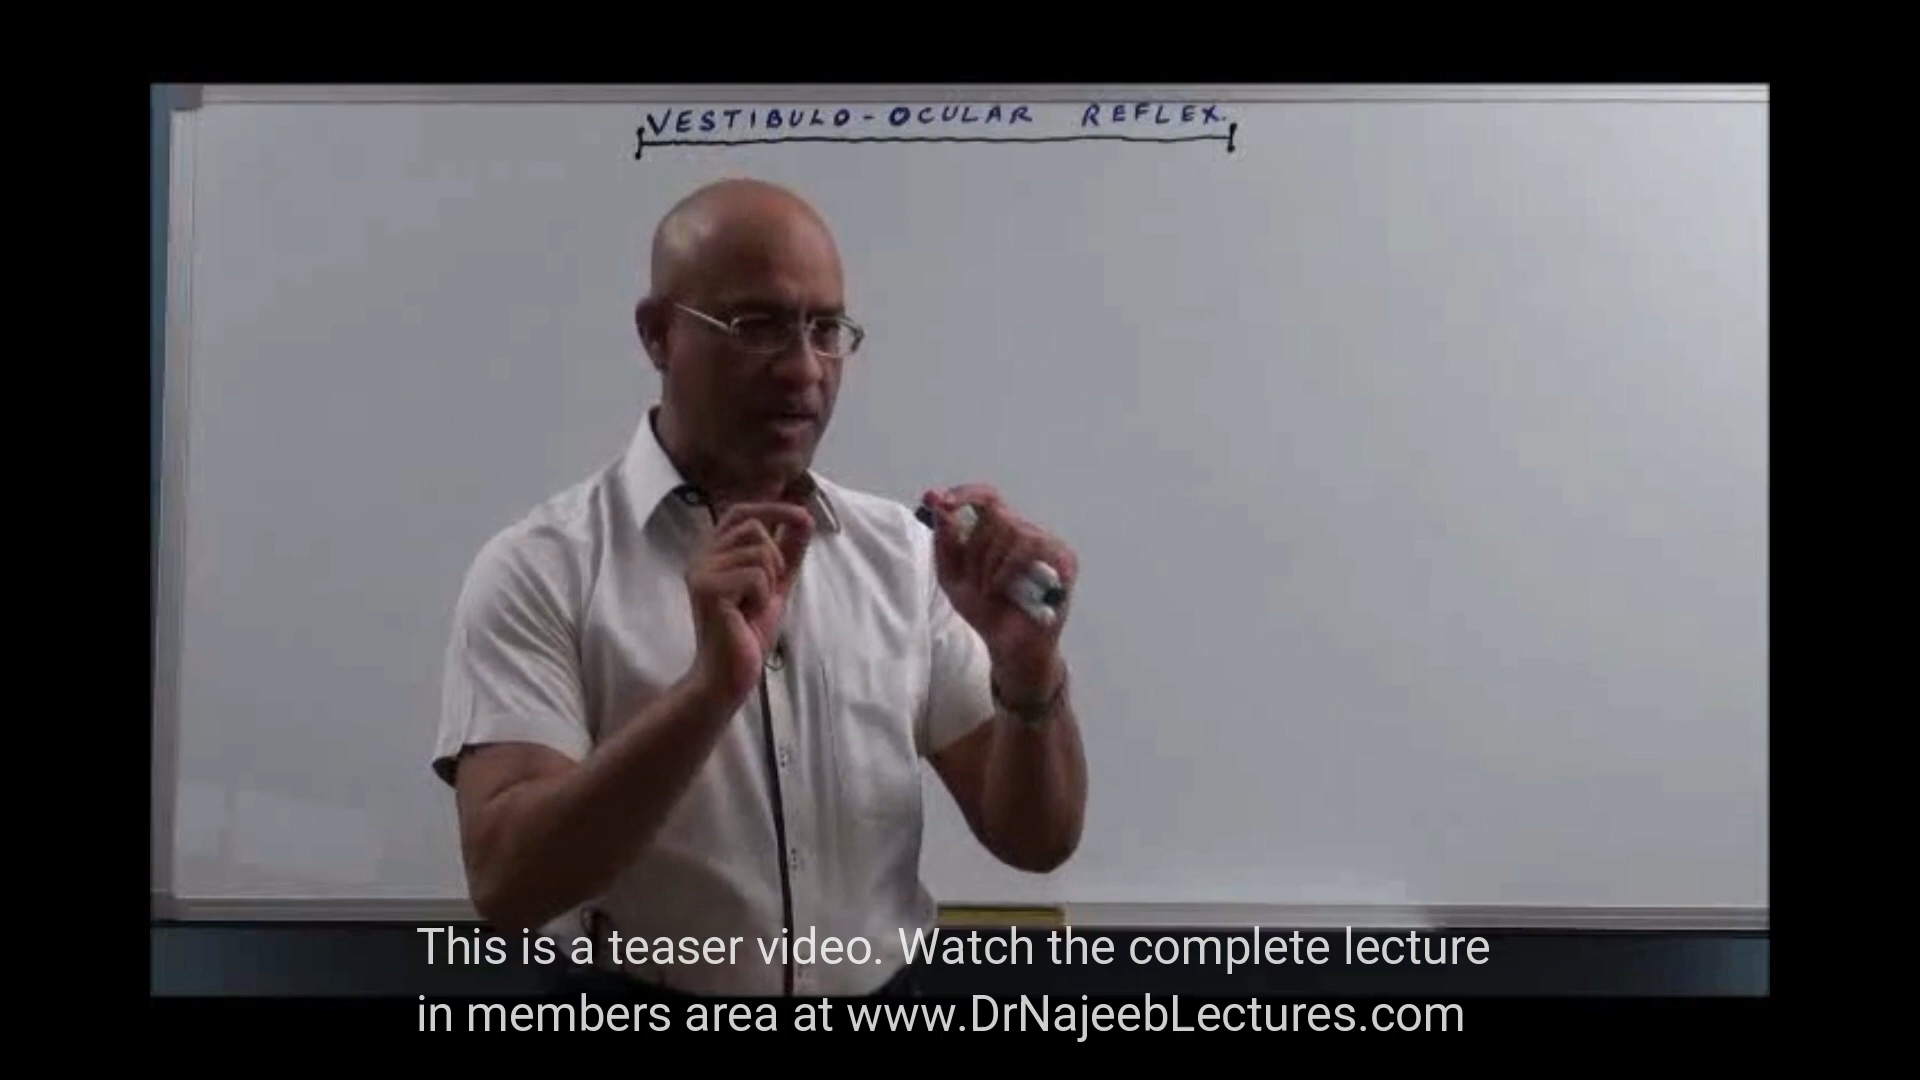 VESTIBULO-OCULAR REFLEX.
This is a teaser video. Watch the complete lecture
in members area at www.DrNajeebLectures.com